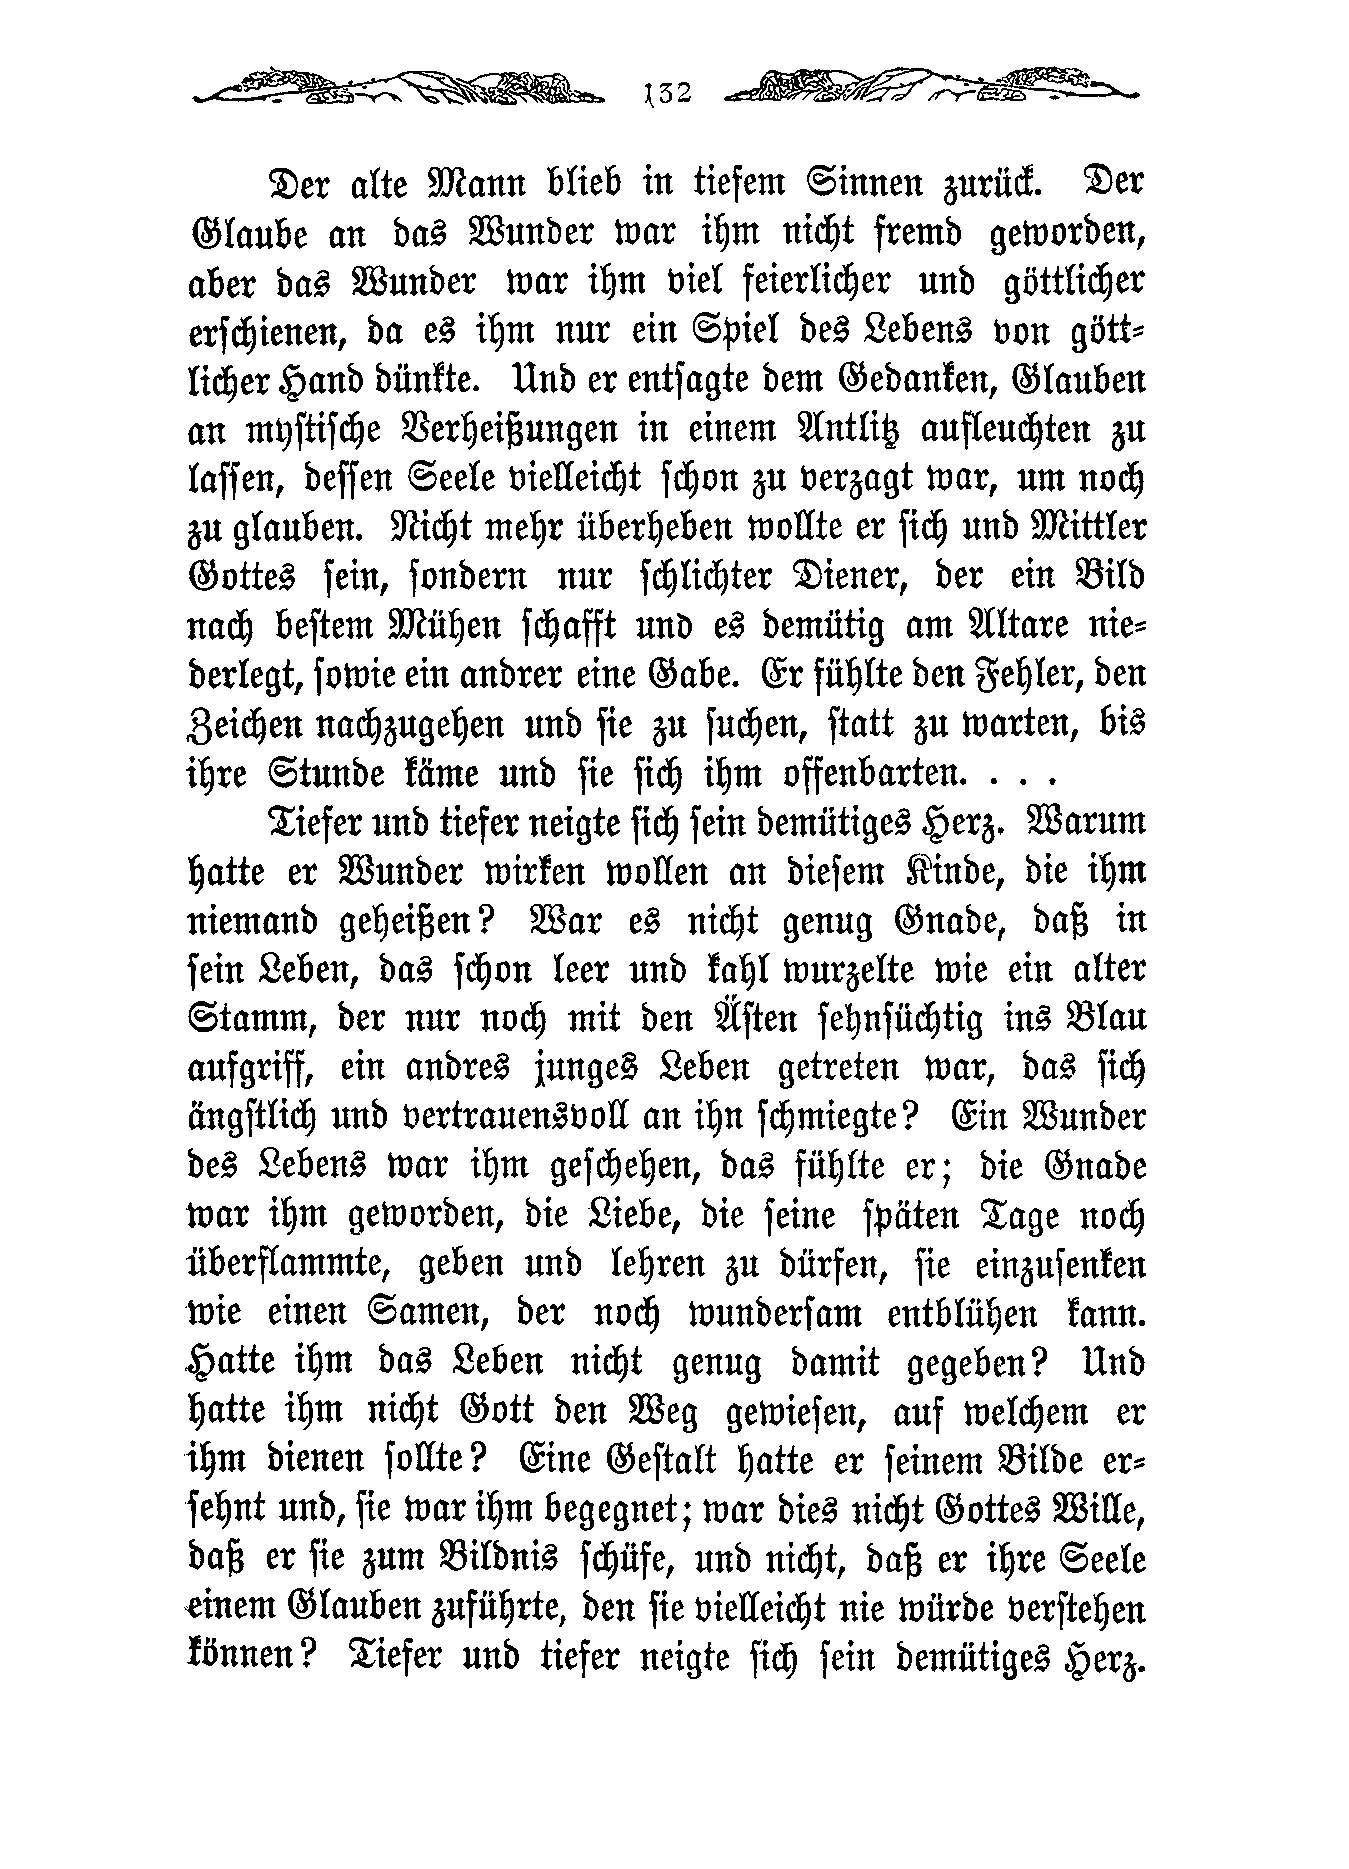 132
Der alte Mann blieb in tiefem Sinnen zurück. Der
Glaube an das Wunder war ihm nicht fremd geworden,
aber das Wunder war ihm viel feierlicher und göttlicher
erschienen, da es ihm nur ein Spiel des Lebens von gött-
licher Hand dünkte. Und er entsagte dem Gedanken, Glauben
an mystische Verheißungen in einem Antlitz aufleuchten zu
lassen, dessen Seele vielleicht schon zu verzagt war, um noch
zu glauben. Nicht mehr überheben wollte er sich und Mittler
Gottes sein, sondern nur schlichter Diener, der ein Bild
nach bestem Mühen schafft und es demütig am Altare nie-
derlegt, sowie ein andrer eine Gabe. Er fühlte den Fehler, den
Zeichen nachzugehen und sie zu suchen, statt zu warten, bis
ihre Stunde käme und sie sich ihm offenbarten. . . .
Tiefer und tiefer neigte sich sein demütiges Herz. Warum
hatte er Wunder wirken wollen an diesem Kinde, die ihm
niemand geheißen? War es nicht genug Gnade, daß in
sein Leben, das schon leer und kahl wurzelte wie ein alter
Stamm, der nur noch mit den Ästen sehnsüchtig ins Blau
aufgriff, ein andres junges Leben getreten war, das sich
ängstlich und vertrauensvoll an ihn schmiegte? Ein Wunder
des Lebens war ihm geschehen, das fühlte er; die Gnade
war ihm geworden, die Liebe, die seine späten Tage noch
überflammte, geben und lehren zu dürfen, sie einzusenken
wie einen Samen, der noch wundersam entblühen kann.
Hatte ihm das Leben nicht genug damit gegeben? Und
hatte ihm nicht Gott den Weg gewiesen, auf welchem er
ihm dienen sollte? Eine Gestalt hatte er seinem Bilde er-
sehnt und, sie war ihm begegnet; war dies nicht Gottes Wille,
daß er sie zum Bildnis schüfe, und nicht, daß er ihre Seele
einem Glauben zuführte, den sie vielleicht nie würde verstehen
können? Tiefer und tiefer neigte sich sein demütiges Herz.